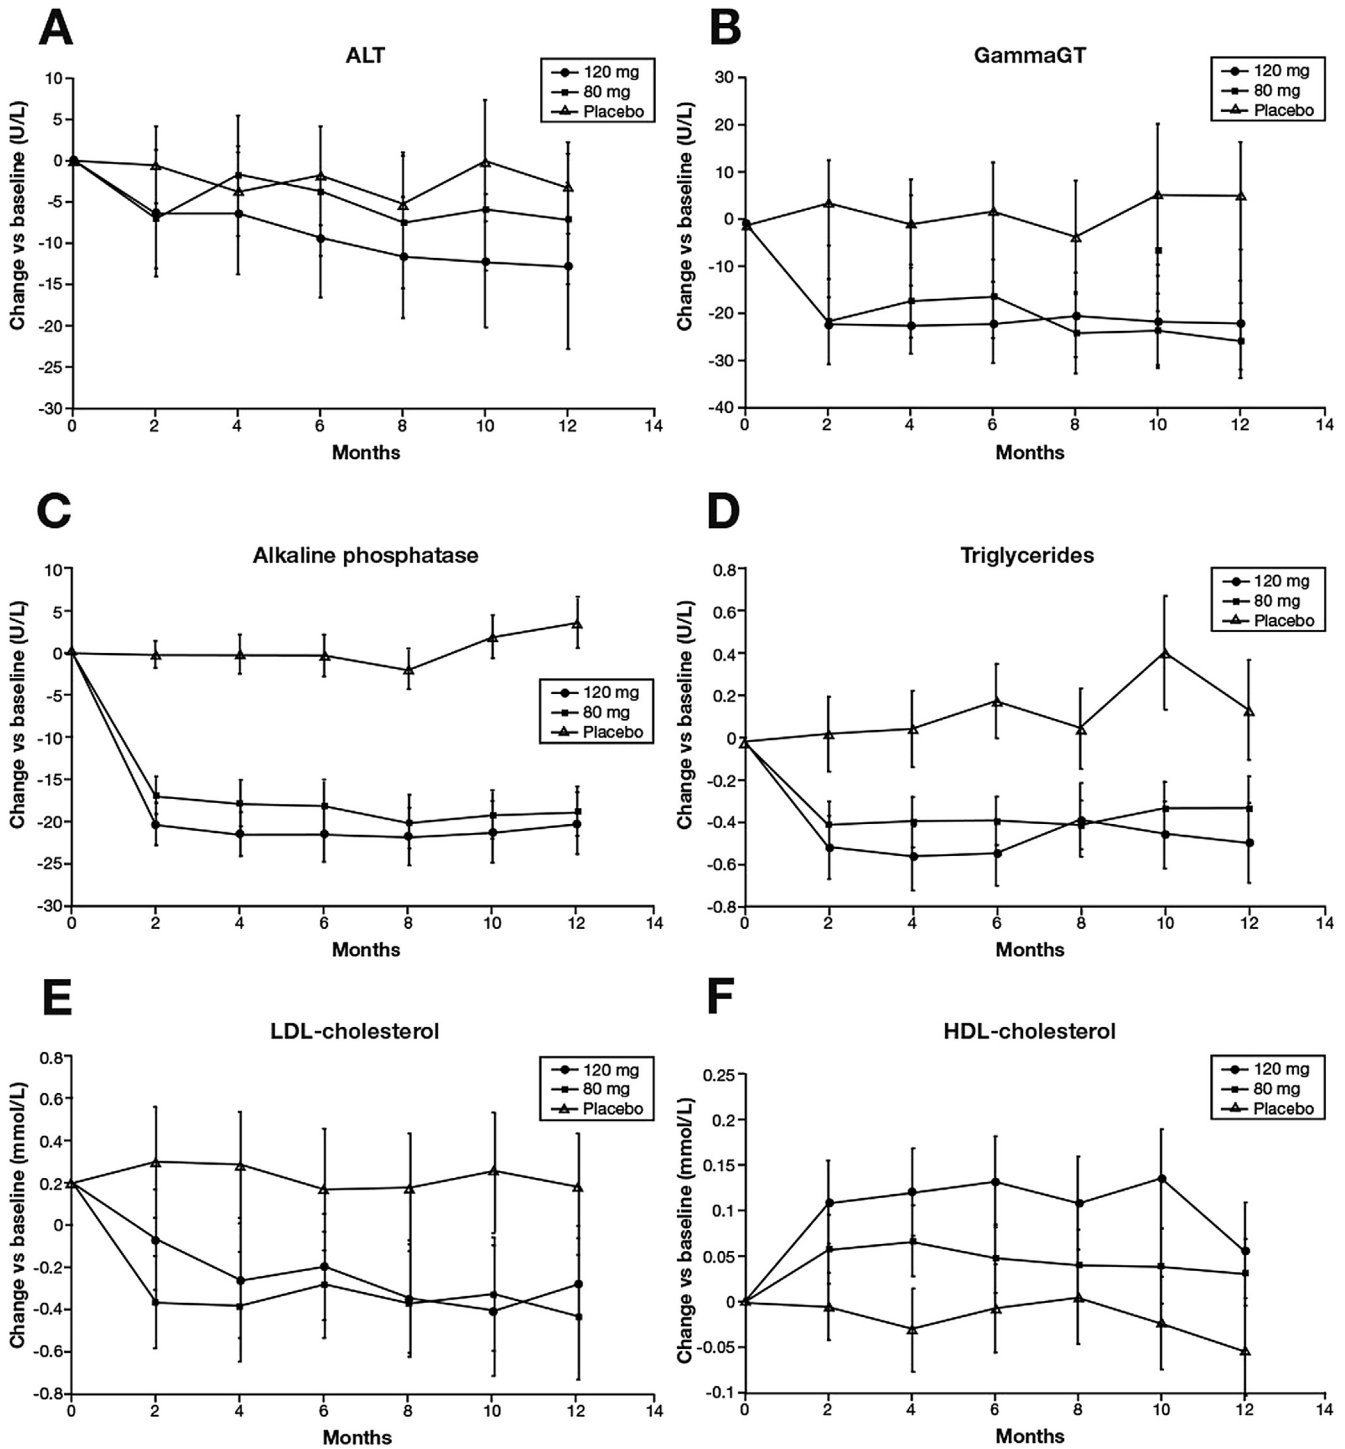 A
ALT
120 mg
80 mg
Placebo
Change vs baseline (U/L)
10
5
0
-5
-10
-15
-20
-25
-30
0 2 4 6 8 10 12 14
Months
B
GammaGT
120 mg
80 mg
Placebo
Change vs baseline (U/L)
30
20
10
0
-10
-20
-30
-40
0 2 4 6 8 10 12 14
Months
C
Alkaline phosphatase
120 mg
80 mg
Placebo
Change vs baseline (U/L)
10
5
0
-5
-10
-15
-20
-25
-30
0 2 4 6 8 10 12 14
Months
D
Triglycerides
120 mg
80 mg
Placebo
Change vs baseline (U/L)
0.8
0.6
0.4
0.2
0
-0.2
-0.4
-0.6
-0.8
0 2 4 6 8 10 12 14
Months
E
LDL-cholesterol
120 mg
80 mg
Placebo
Change vs baseline (mmol/L)
0.8
0.6
0.4
0.2
0
-0.2
-0.4
-0.6
-0.8
0 2 4 6 8 10 12 14
Months
F
HDL-cholesterol
120 mg
80 mg
Placebo
Change vs baseline (mmol/L)
0.25
0.2
0.15
0.1
0.05
0
-0.05
-0.1
0 2 4 6 8 10 12 14
Months